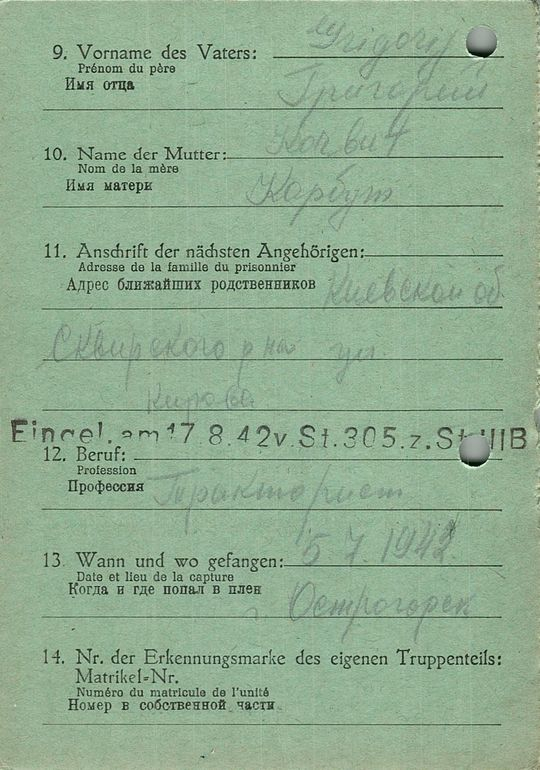 9. Vorname des Vaters: Grigorij
Prénom du père
Имя отца Григорий
10. Name der Mutter:
Nom de la mère
Имя матери Карбут
11. Anschrift der nächsten Angehörigen:
Adresse de la famille du prisonnier
Адрес ближайших родственников Киевской об
Сквирского р на ул
Кирова
Eingel. am 17.8.42 v. St. 305. z. St. IIIB
12. Beruf:
Profession
Профессия Тракторист
13. Wann und wo gefangen: 5.7.1942
Date et lieu de la capture
Когда и где попал в плен Острогорск
14. Nr. der Erkennungsmarke des eigenen Truppenteils:
Matrikel-Nr.
Numéro du matricule de l'unité
Номер в собственной части